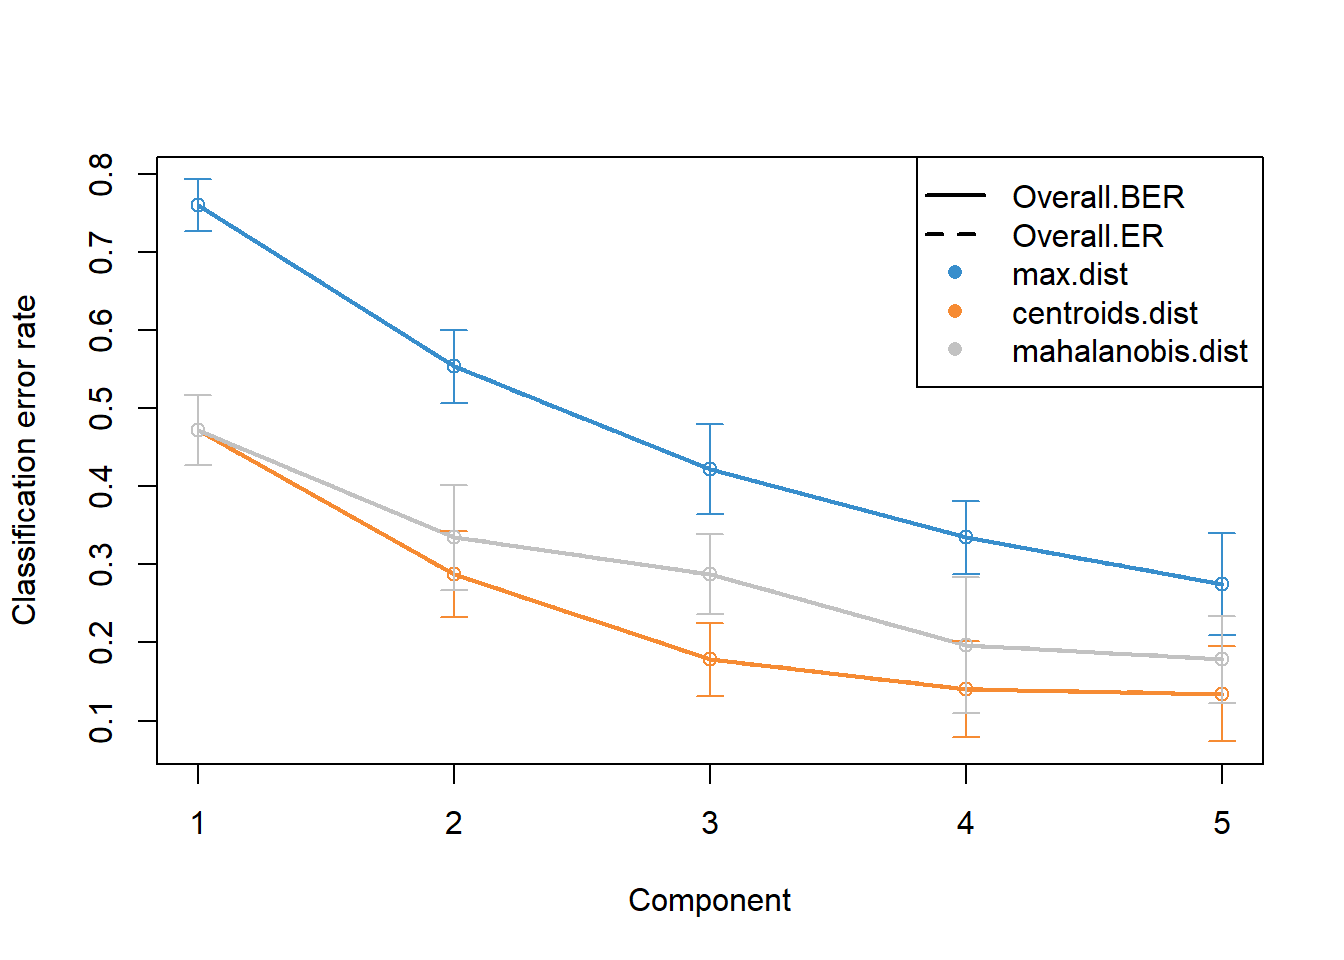 Classification error rate
0.8
0.7
0.6
0.5
0.4
0.3
0.2
0.1
Overall.BER
Overall.ER
max.dist
centroids.dist
mahalanobis.dist
1 2 3 4 5
Component